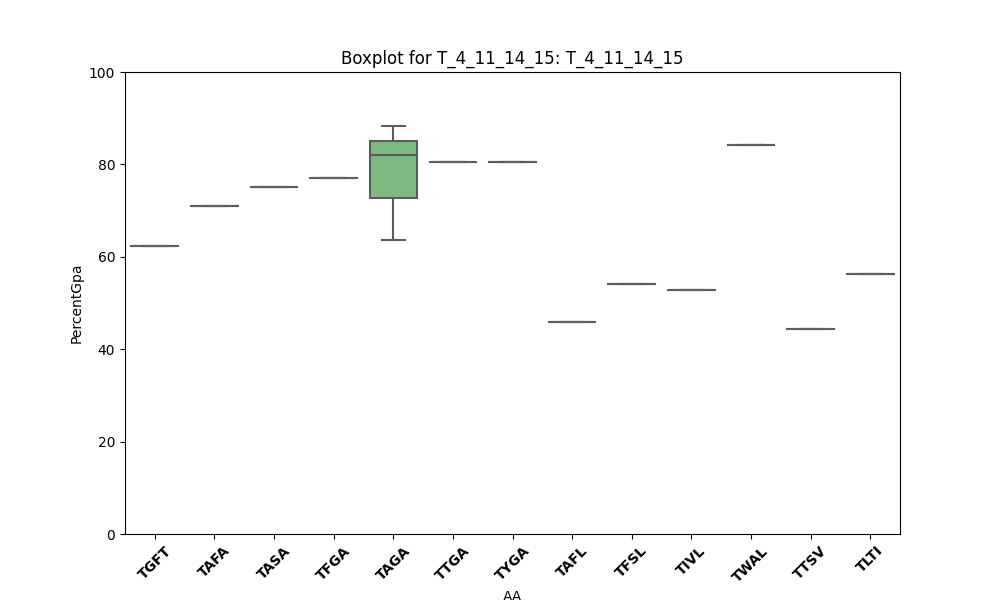 Boxplot for T_4_11_14_15: T_4_11_14_15
100
80
60
40
20
0
PercentGpa
TGFT
TAFA
TASA
TFGA
TAGA
TTGA
TYGA
TAFL
TFSL
TIVL
TWAL
TTSV
TLTI
AA